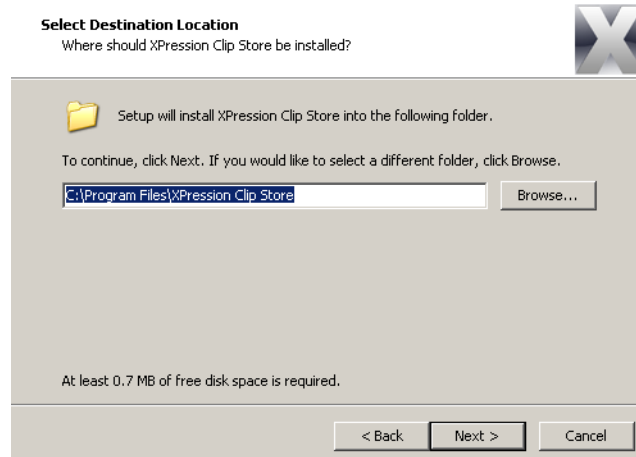 Select Destination Location
Where should XPression Clip Store be installed?
X
Setup will install XPression Clip Store into the following folder.
To continue, click Next. If you would like to select a different folder, click Browse.
C:\Program Files\XPression Clip Store
Browse...
At least 0.7 MB of free disk space is required.
< Back
Next >
Cancel